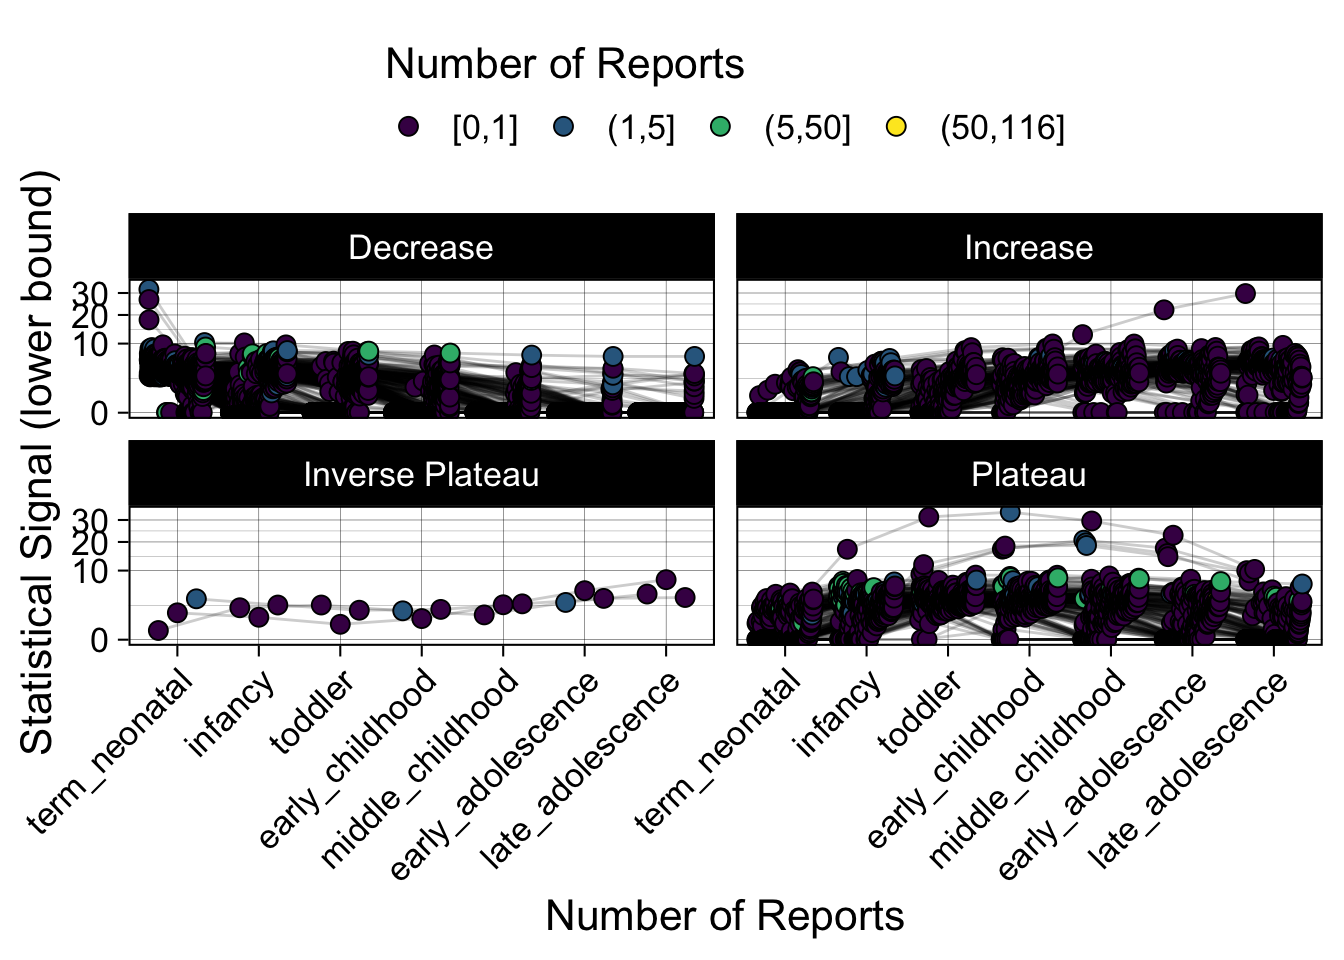 Number of Reports
[0,1] (1,5] (5,50] (50,116]
Statistical Signal (lower bound)
Decrease Increase
30
20
10
0
Inverse Plateau Plateau
30
20
10
0
term_neonatal infancy toddler early_childhood middle_childhood early_adolescence late_adolescence
term_neonatal infancy toddler early_childhood middle_childhood early_adolescence late_adolescence
Number of Reports